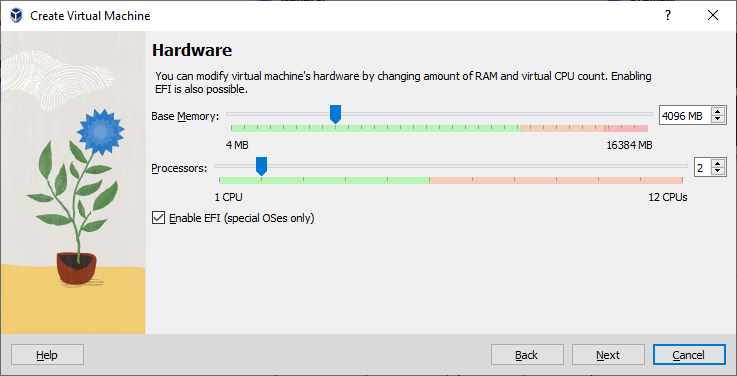 Create Virtual Machine
Hardware
You can modify virtual machine's hardware by changing amount of RAM and virtual CPU count. Enabling
EFI is also possible.
Base Memory: 4096 MB
4 MB 16384 MB
Processors: 2
1 CPU 12 CPUs
Enable EFI (special OSes only)
Help Back Next Cancel